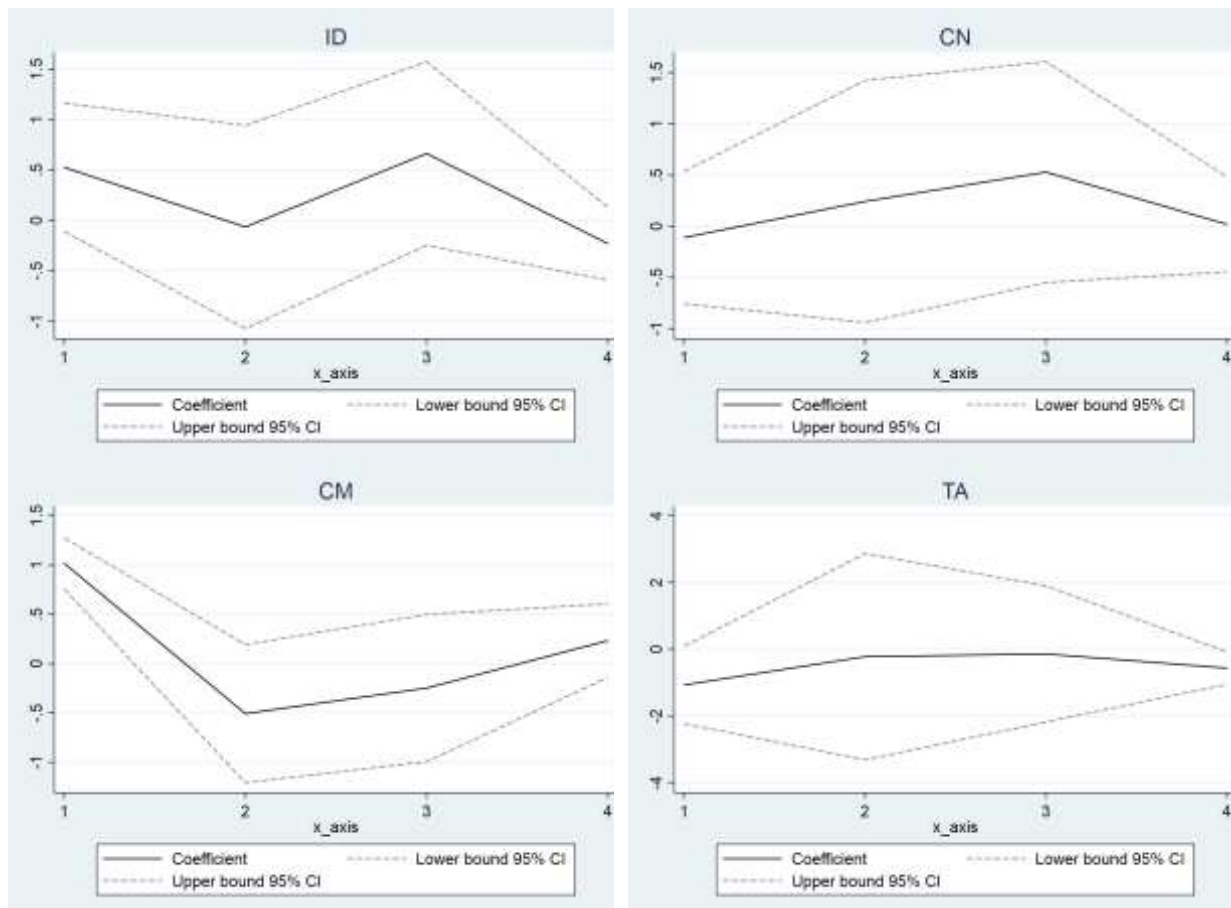 ID
1.5
1
.5
0
-.5
-1
1 2 3 4
x_axis
Coefficient Lower bound 95% CI
Upper bound 95% CI
CN
1.5
1
.5
0
-.5
-1
1 2 3 4
x_axis
Coefficient Lower bound 95% CI
Upper bound 95% CI
CM
1.5
1
.5
0
-.5
-1
1 2 3 4
x_axis
Coefficient Lower bound 95% CI
Upper bound 95% CI
TA
4
2
0
-2
-4
1 2 3 4
x_axis
Coefficient Lower bound 95% CI
Upper bound 95% CI